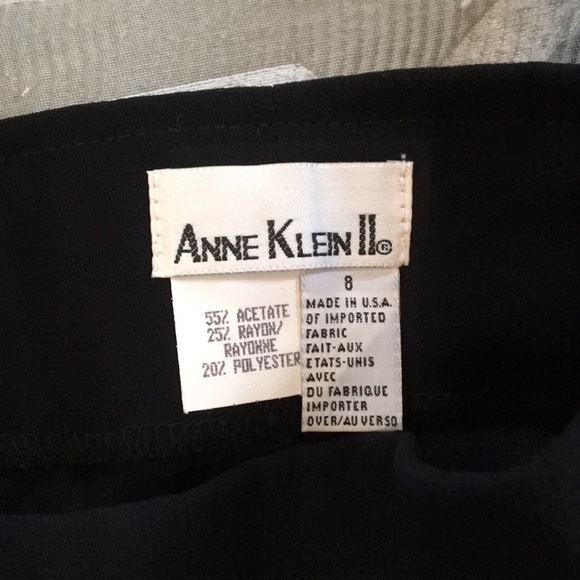 ANNE KLEIN II®
55% ACETATE
25% RAYON/
RAYONNE
20% POLYESTER
8
MADE IN U.S.A.
OF IMPORTED
FABRIC
FAIT-AUX
ETATS-UNIS
AVEC
DU FABRIQUE
IMPORTER
OVER/AU VERSO